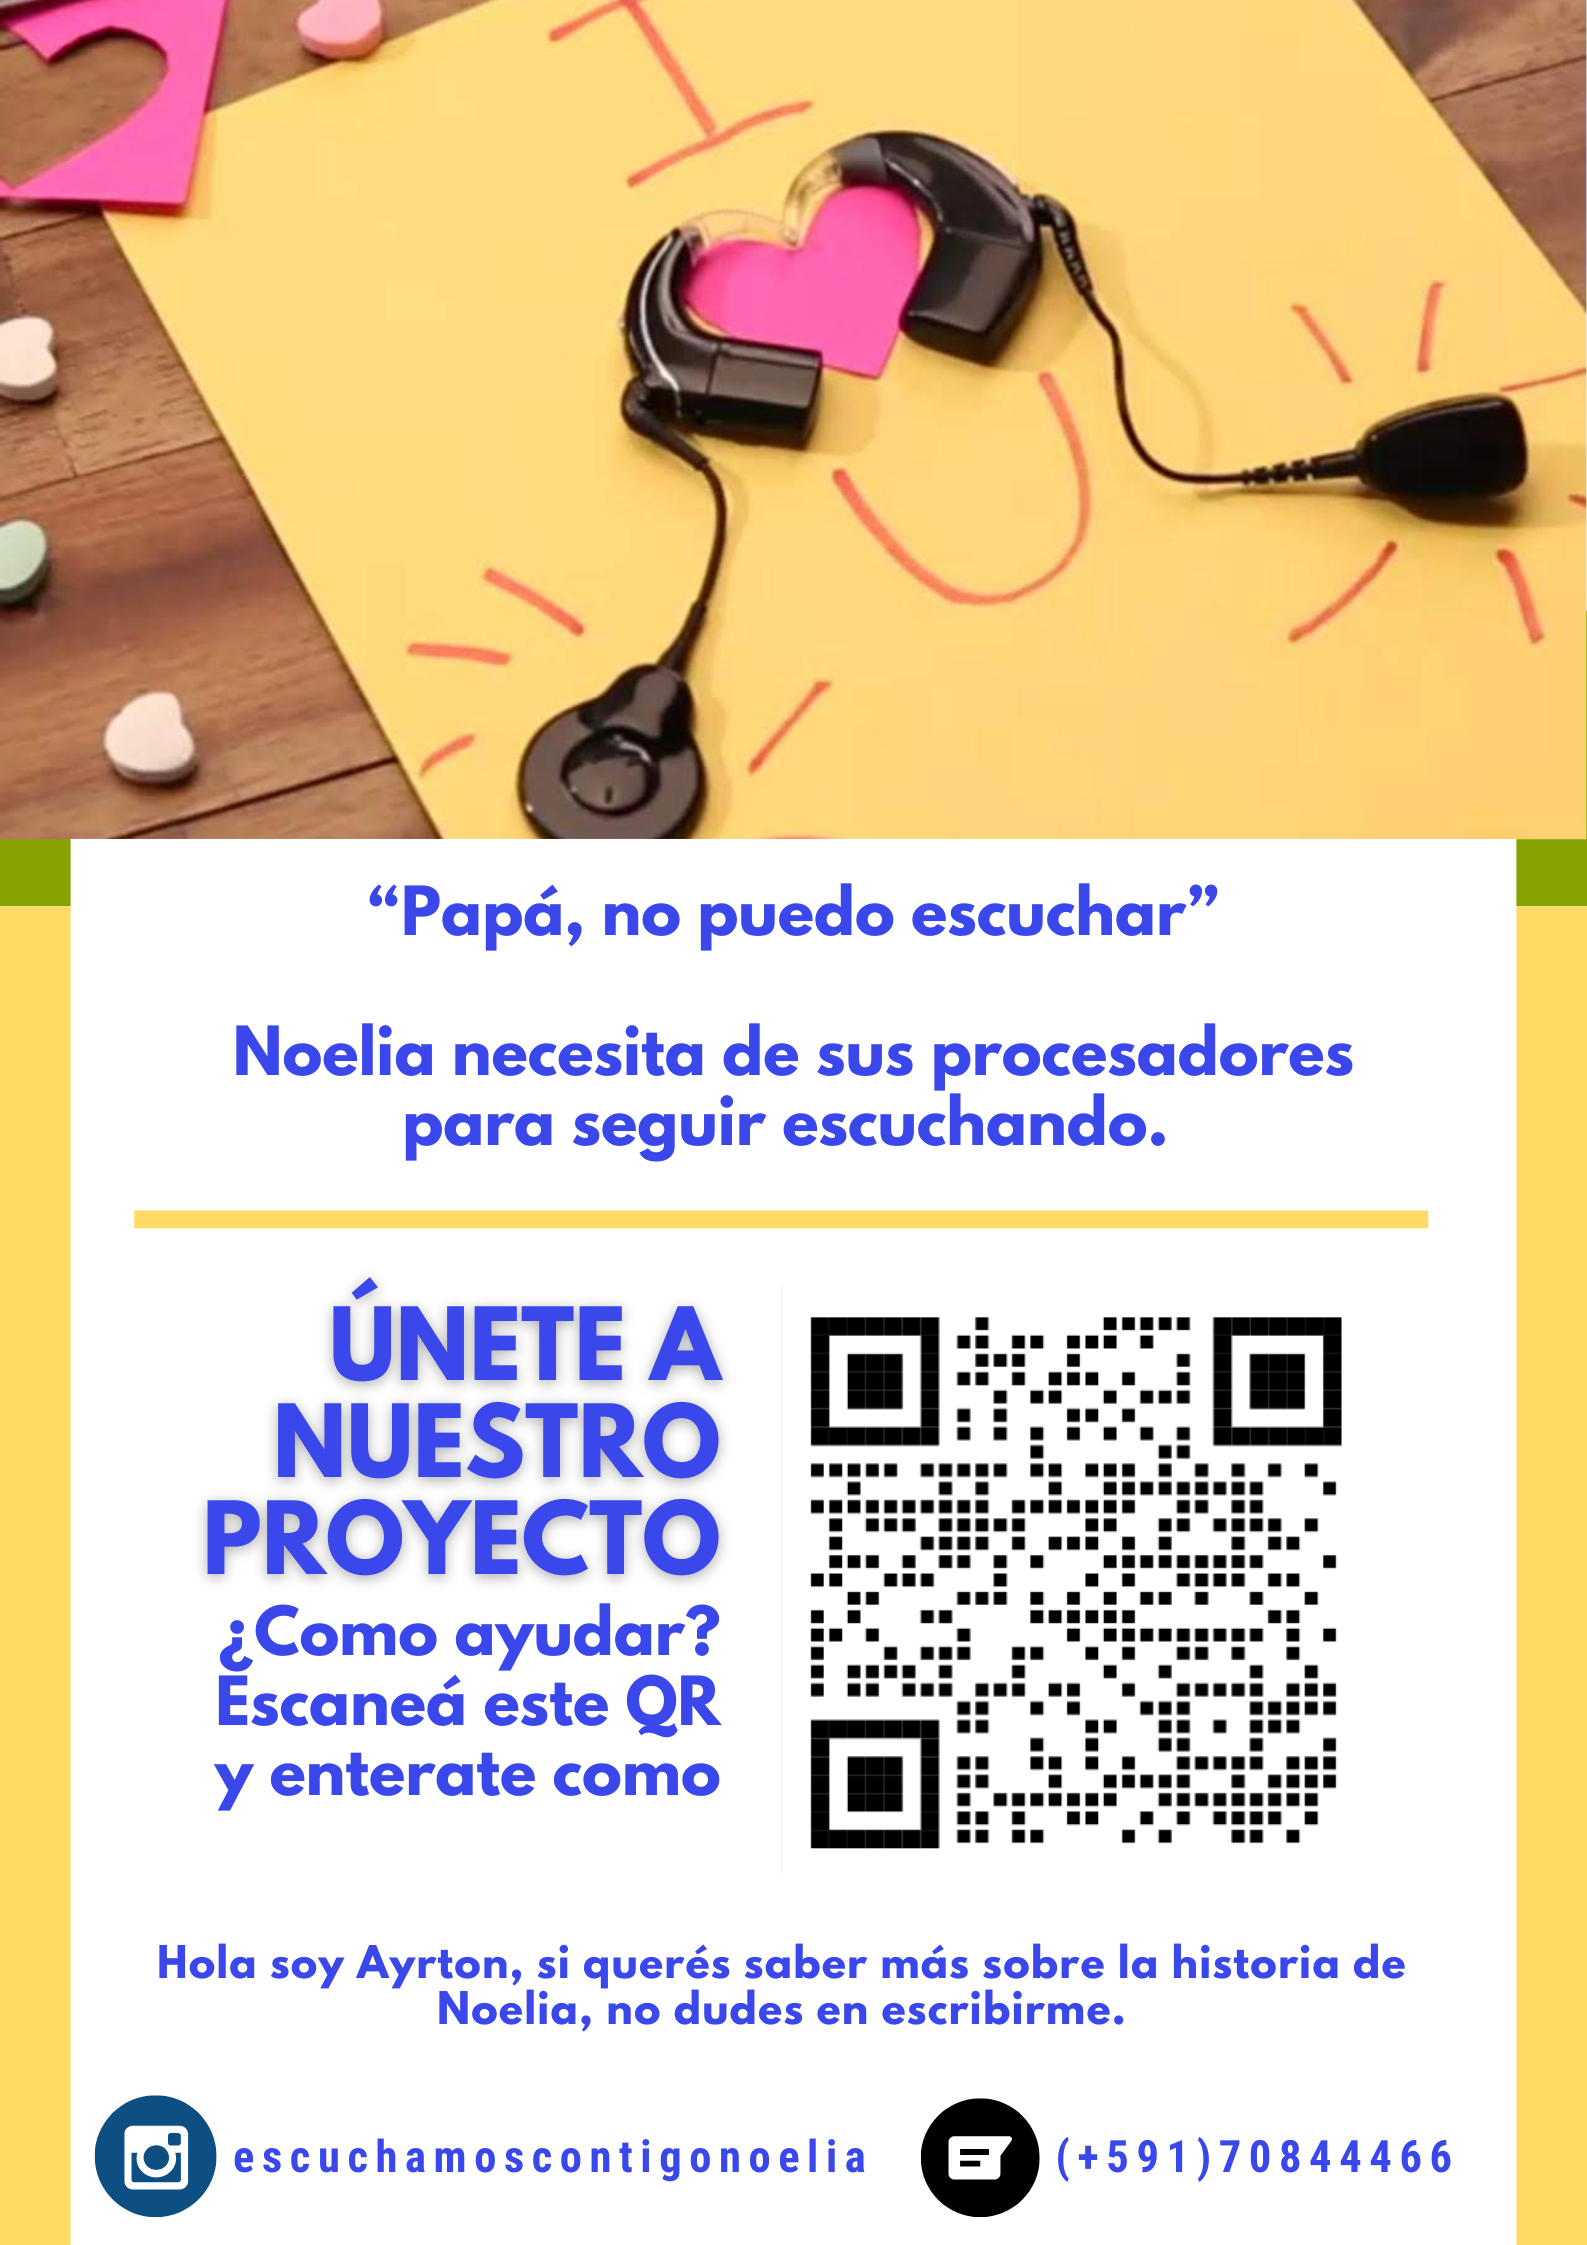 I
U
“Papá, no puedo escuchar”
Noelia necesita de sus procesadores
para seguir escuchando.
ÚNETE A
NUESTRO
PROYECTO
¿Como ayudar?
Escaneá este QR
y enterate como
Hola soy Ayrton, si querés saber más sobre la historia de
Noelia, no dudes en escribirme.
escuchamoscontigonoelia
(+591)70844466